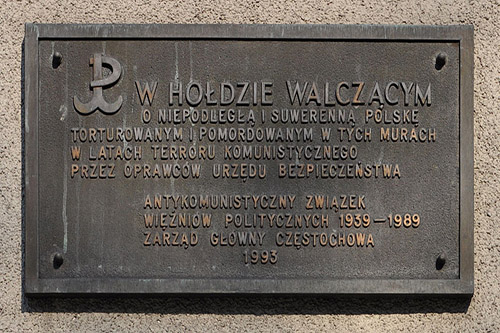 W HOŁDZIE WALCZĄCYM
O NIEPODLEGŁĄ I SUWERENNĄ POLSKĘ
TORTUROWANYM I POMORDOWANYM W TYCH MURACH
W LATACH TERRORU KOMUNISTYCZNEGO
PRZEZ OPRAWCÓW URZĘDU BEZPIECZEŃSTWA
ANTYKOMUNISTYCZNY ZWIĄZEK
WIĘŹNIÓW POLITYCZNYCH 1939-1989
ZARZĄD GŁÓWNY CZĘSTOCHOWA
1993